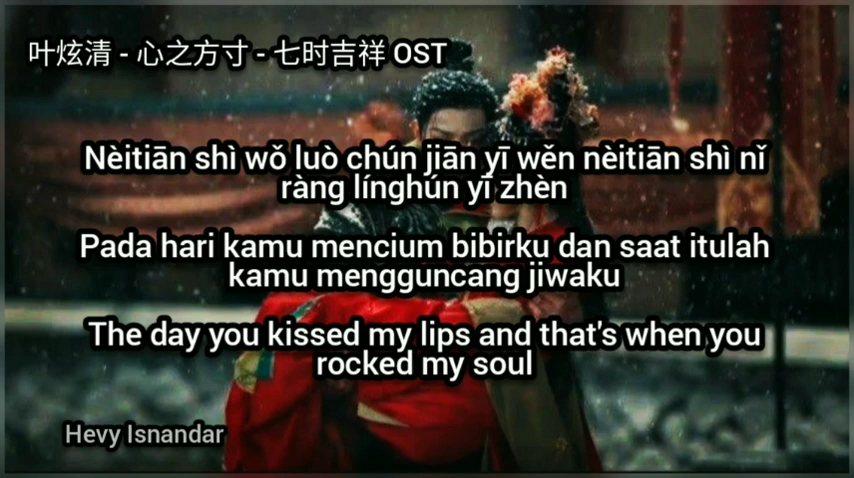 叶炫清 - 心之方寸 - 七时吉祥 OST
Nèitiān shì wǒ luò chún jiān yī wěn nèitiān shì nǐ
ràng línghún yī zhèn
Pada hari kamu mencium bibirku dan saat itulah
kamu mengguncang jiwaku
The day you kissed my lips and that's when you
rocked my soul
Hevy Isnandar